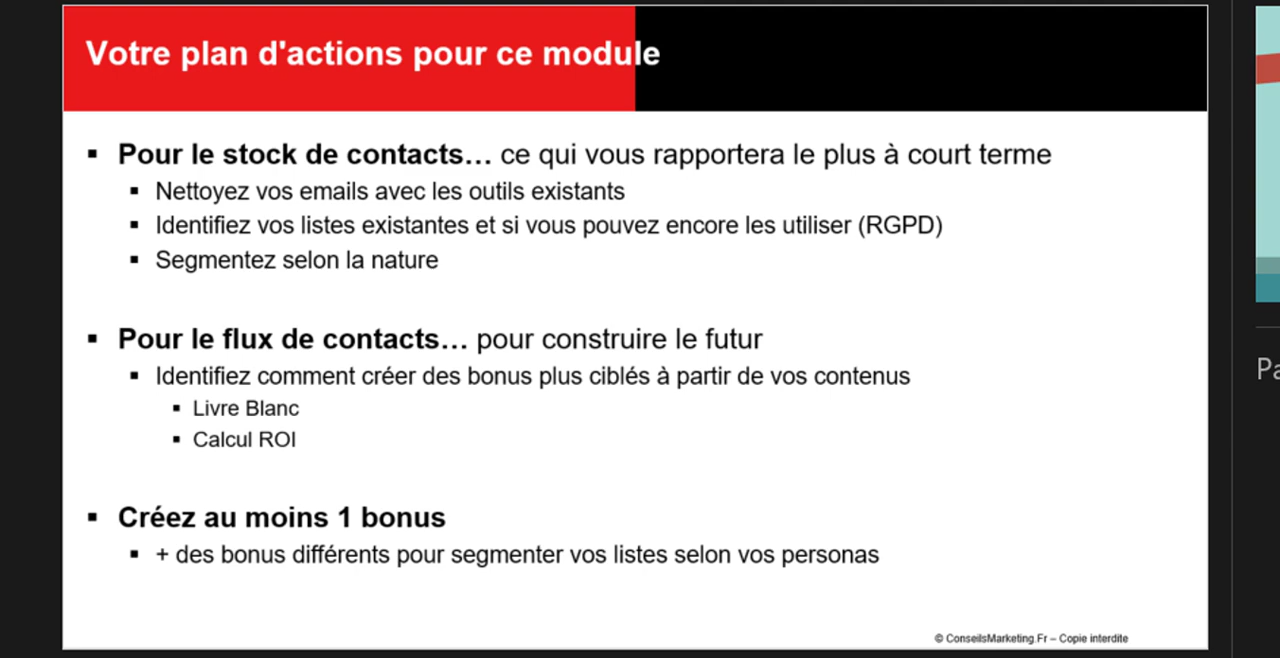 Votre plan d'actions pour ce module
▪ Pour le stock de contacts… ce qui vous rapportera le plus à court terme
▪ Nettoyez vos emails avec les outils existants
▪ Identifiez vos listes existantes et si vous pouvez encore les utiliser (RGPD)
▪ Segmentez selon la nature
▪ Pour le flux de contacts… pour construire le futur
▪ Identifiez comment créer des bonus plus ciblés à partir de vos contenus
▪ Livre Blanc
▪ Calcul ROI
▪ Créez au moins 1 bonus
▪ + des bonus différents pour segmenter vos listes selon vos personas
© ConseilsMarketing.Fr – Copie interdite